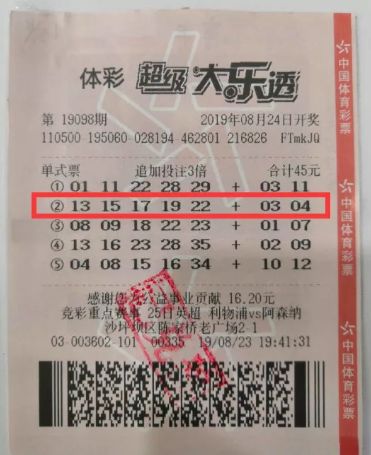 体彩 超级大乐透
第 19098期 2019年08月24日开奖
110500-195060-028194-462801 216826 FTmkJQ
单式票 追加投注3倍 合计45元
① 01 11 22 28 29 + 03 11
② 13 15 17 19 22 + 03 04
③ 08 09 18 22 23 + 01 07
④ 13 16 23 28 35 + 02 09
⑤ 04 08 15 16 34 + 10 12
感谢您为公益事业贡献 16.20元
竞彩重点赛事 25日英超 利物浦vs阿森纳
沙坪坝区陈家桥老广场2-1
03-003602-101 00335 19/08/23 19:41:31
中国体育彩票
中国体育彩票
中国体育彩票